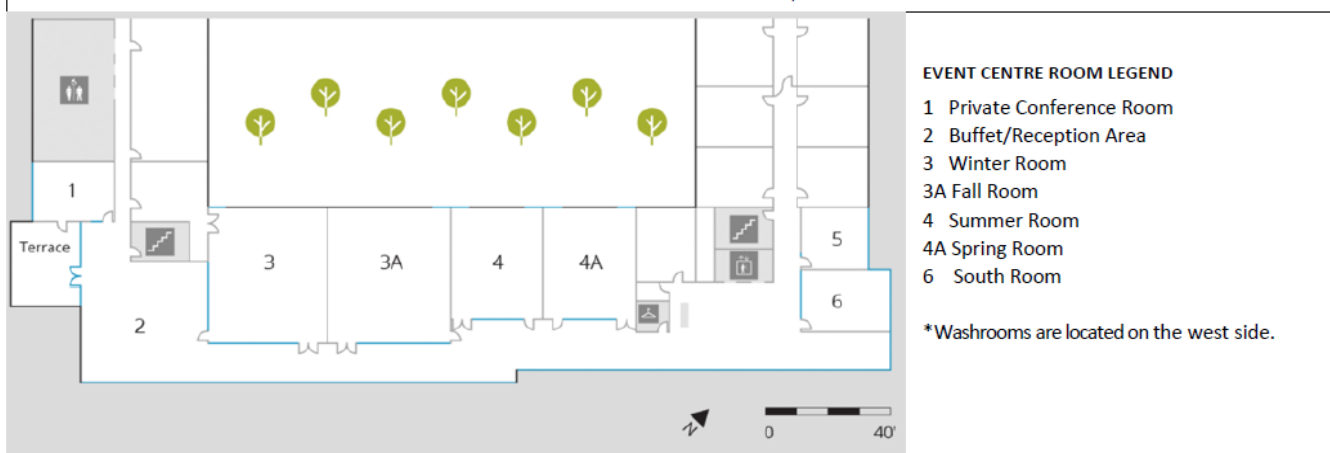 EVENT CENTRE ROOM LEGEND
1 Private Conference Room
2 Buffet/Reception Area
3 Winter Room
3A Fall Room
4 Summer Room
4A Spring Room
6 South Room
*Washrooms are located on the west side.
1
Terrace
2
3
3A
4
4A
5
6
N
0
40'